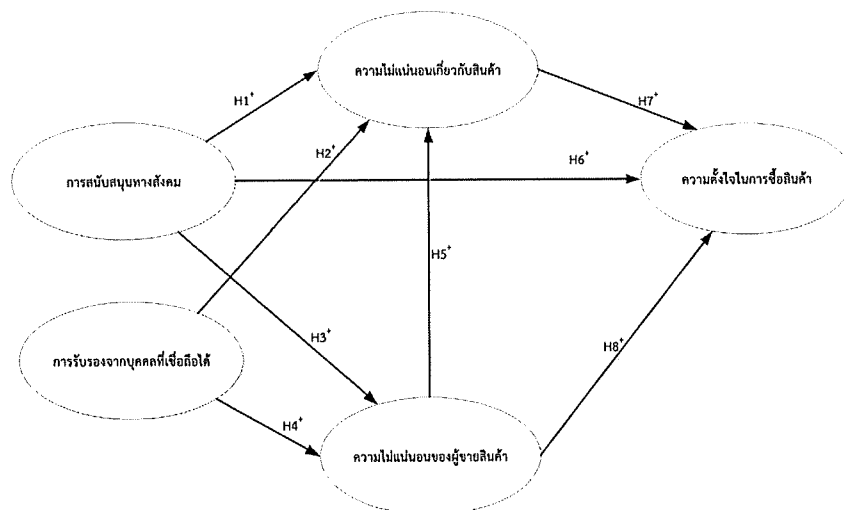 ความไม่แน่นอนเกี่ยวกับสินค้า
H1⁺
H7⁺
H2⁺
การสนับสนุนทางสังคม
H6⁺
ความตั้งใจในการซื้อสินค้า
H5⁺
H3⁺
H8⁺
การรับรองจากบุคคลที่เชื่อถือได้
H4⁺
ความไม่แน่นอนของผู้ขายสินค้า